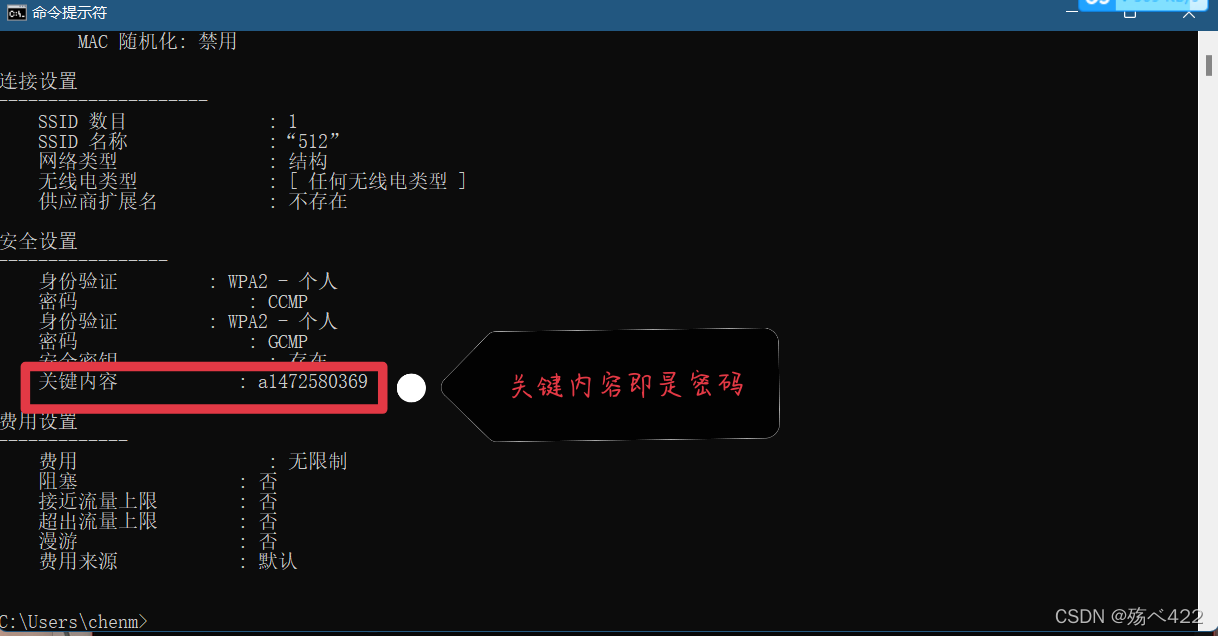 命令提示符
MAC 随机化: 禁用
连接设置
---------------------
SSID 数目 : 1
SSID 名称 :“512”
网络类型 : 结构
无线电类型 : [ 任何无线电类型 ]
供应商扩展名 : 不存在
安全设置
-----------------
身份验证 : WPA2 - 个人
密码 : CCMP
身份验证 : WPA2 - 个人
密码 : GCMP
安全密钥 : 存在
关键内容 : a1472580369
关键内容即是密码
费用设置
-------------
费用 : 无限制
阻塞 : 否
接近流量上限 : 否
超出流量上限 : 否
漫游 : 否
费用来源 : 默认
C:\Users\chenm>
CSDN @殇べ422